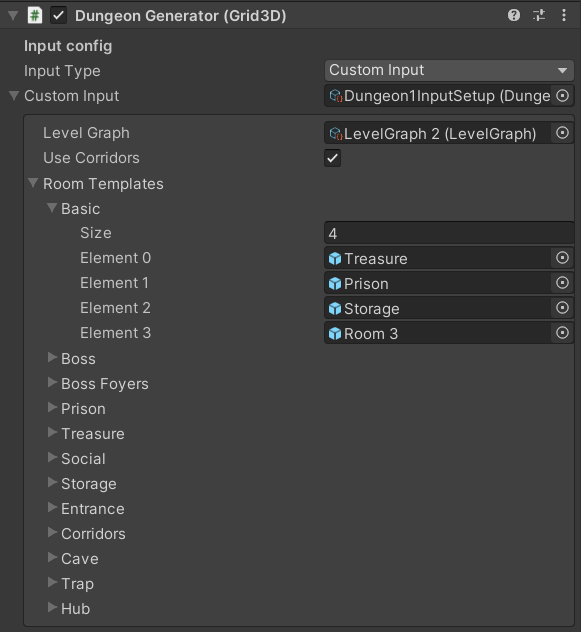 Dungeon Generator (Grid3D)
Input config
Input Type Custom Input
Custom Input Dungeon1InputSetup (Dunge
Level Graph LevelGraph 2 (LevelGraph)
Use Corridors
Room Templates
Basic
Size 4
Element 0 Treasure
Element 1 Prison
Element 2 Storage
Element 3 Room 3
Boss
Boss Foyers
Prison
Treasure
Social
Storage
Entrance
Corridors
Cave
Trap
Hub